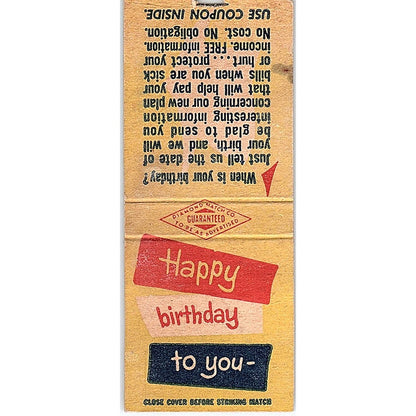 When is your birthday?
Just tell us the date of
your birth, and we will
be glad to send you
interesting information
concerning our new plan
that will help pay your
bills when you are sick
or hurt . . . protect your
income. FREE information.
No cost. No obligation.
USE COUPON INSIDE.
DIAMOND MATCH CO.
GUARANTEED
TO BE AS ADVERTISED
Happy
birthday
to you-
CLOSE COVER BEFORE STRIKING MATCH